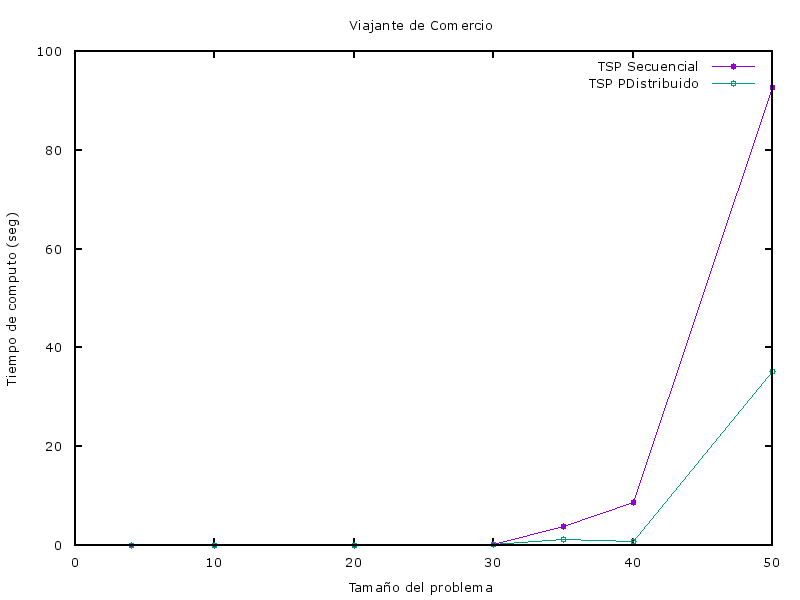 Viajante de Comercio
TSP Secuencial
TSP PDistribuido
100
80
60
40
20
0
Tiempo de computo (seg)
0 10 20 30 40 50
Tamaño del problema